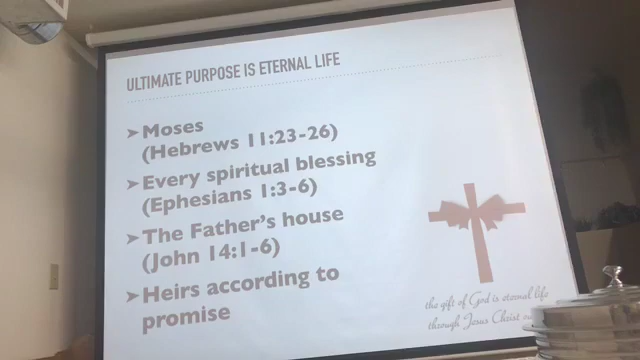 ULTIMATE PURPOSE IS ETERNAL LIFE
➤Moses
(Hebrews 11:23-26)
➤Every spiritual blessing
(Ephesians 1:3-6)
➤The Father's house
(John 14:1-6)
➤Heirs according to
promise
the gift of God is eternal life
through Jesus Christ